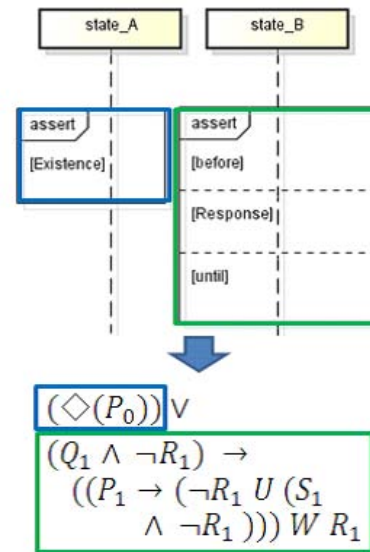 state_A
state_B
assert
[Existence]
assert
[before]
[Response]
[until]
(◇(P₀)) ∨
(Q₁ ∧ ¬R₁) →
((P₁ → (¬R₁ U (S₁
∧ ¬R₁ ))) W R₁